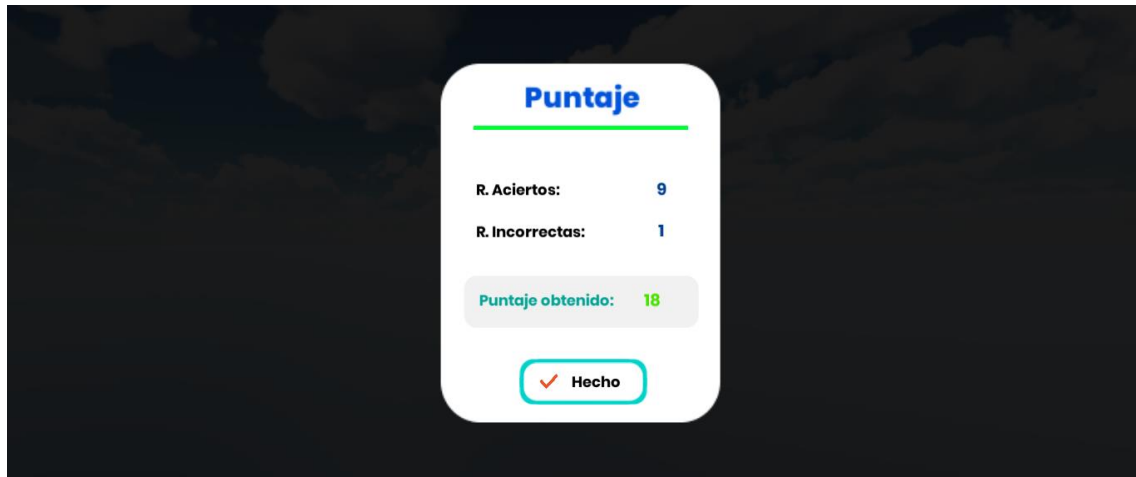 Puntaje
R. Aciertos: 9
R. Incorrectas: 1
Puntaje obtenido: 18
Hecho